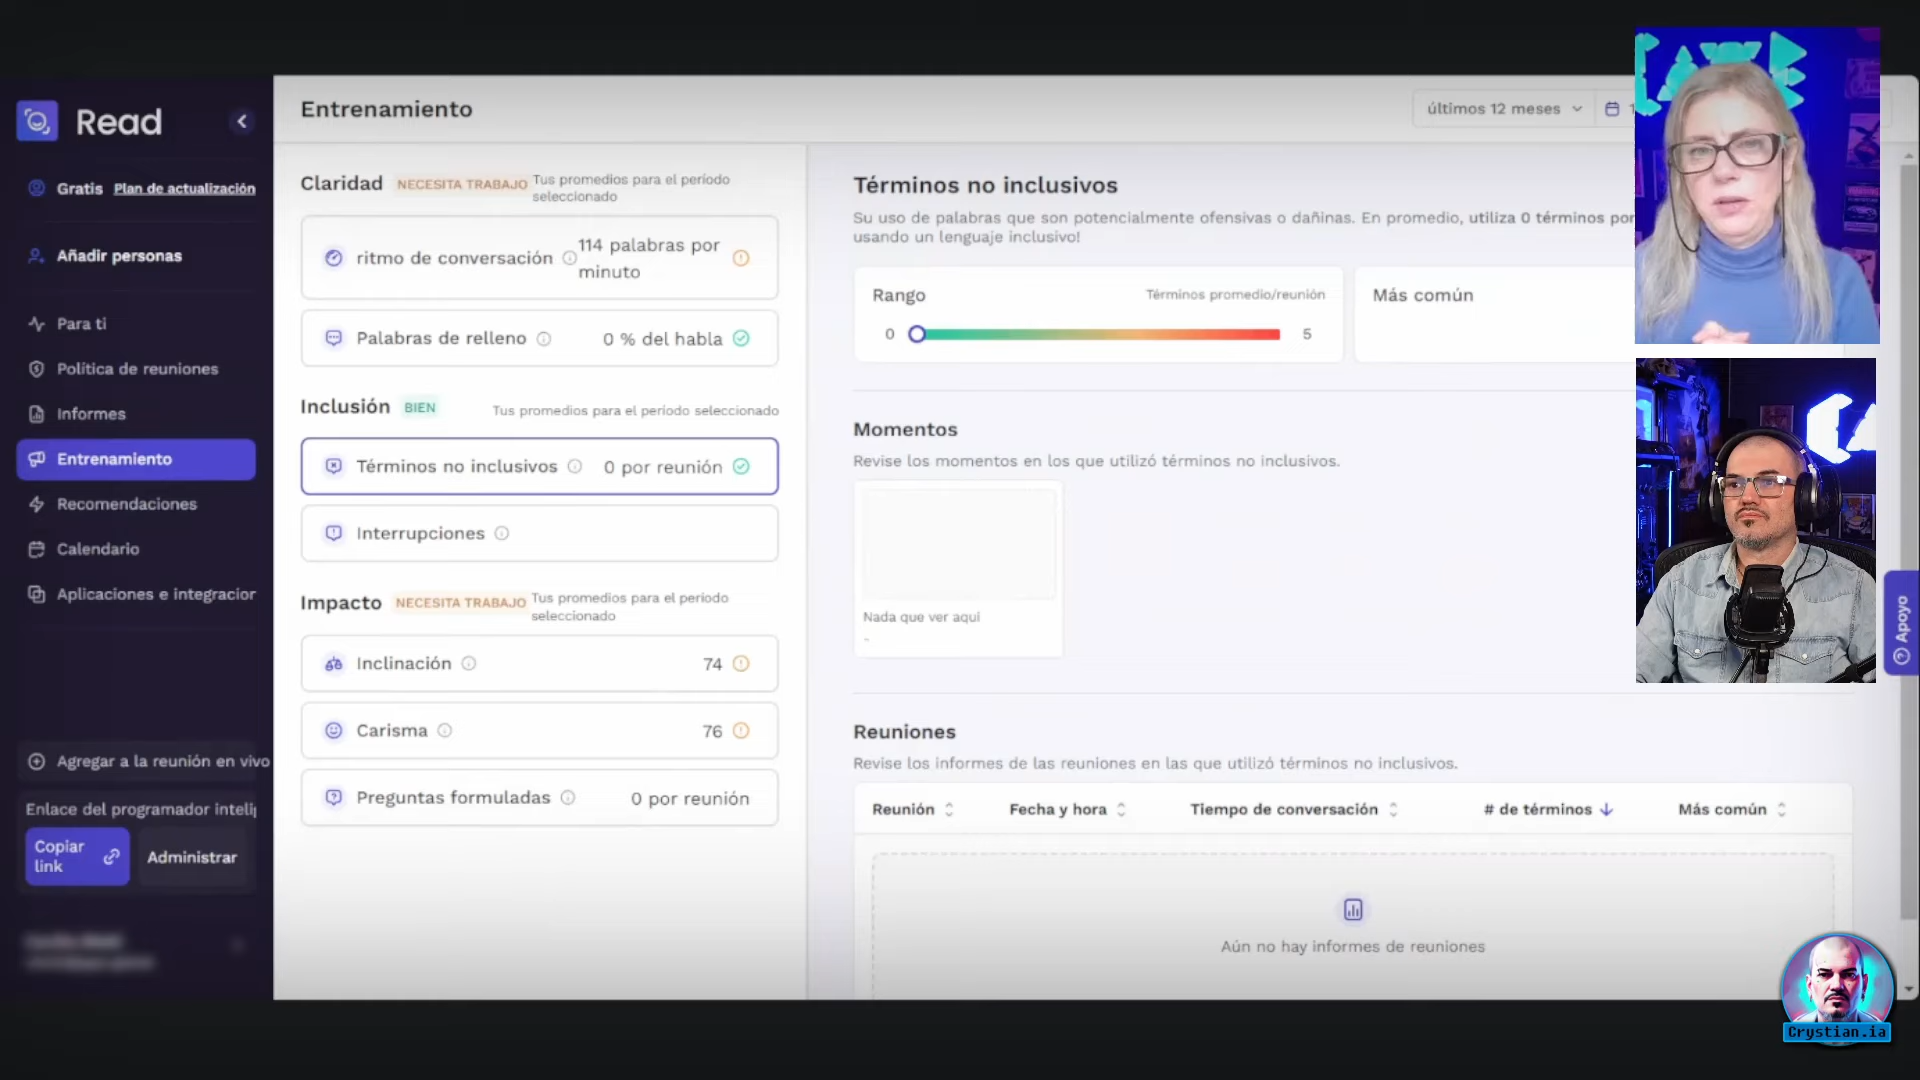 Read
Gratis Plan de actualización
Añadir personas
Para ti
Política de reuniones
Informes
Entrenamiento
Recomendaciones
Calendario
Aplicaciones e integracior
Agregar a la reunión en vivo
Enlace del programador inteli
Copiar
link
Administrar
Entrenamiento
últimos 12 meses
Claridad NECESITA TRABAJO Tus promedios para el período
seleccionado
ritmo de conversación 114 palabras por
minuto
Palabras de relleno 0 % del habla
Inclusión BIEN Tus promedios para el período seleccionado
Términos no inclusivos 0 por reunión
Interrupciones
Impacto NECESITA TRABAJO Tus promedios para el período
seleccionado
Inclinación 74
Carisma 76
Preguntas formuladas 0 por reunión
Términos no inclusivos
Su uso de palabras que son potencialmente ofensivas o dañinas. En promedio, utiliza 0 términos por
usando un lenguaje inclusivo!
Rango Términos promedio/reunión
0 5
Más común
Momentos
Revise los momentos en los que utilizó términos no inclusivos.
Nada que ver aquí
-
Reuniones
Revise los informes de las reuniones en las que utilizó términos no inclusivos.
Reunión Fecha y hora Tiempo de conversación # de términos Más común
Aún no hay informes de reuniones
Apoyo
Crystian.ia